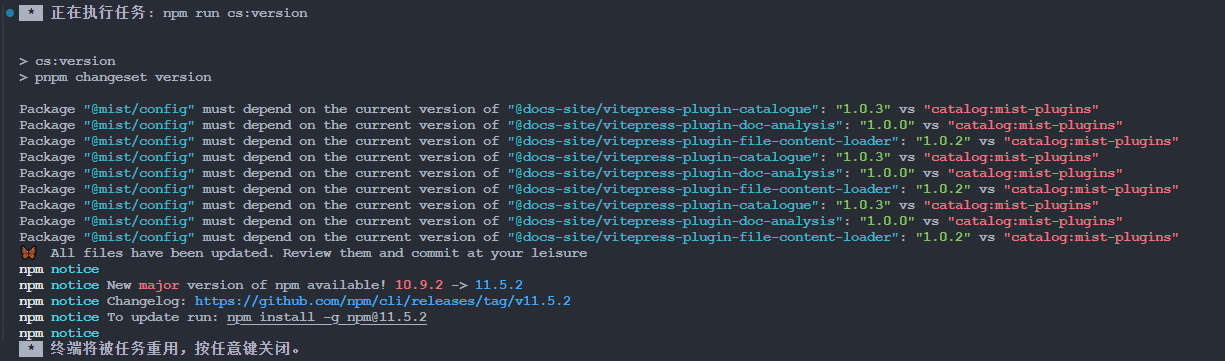 * 正在执行任务: npm run cs:version
> cs:version
> pnpm changeset version
Package "@mist/config" must depend on the current version of "@docs-site/vitepress-plugin-catalogue": "1.0.3" vs "catalog:mist-plugins"
Package "@mist/config" must depend on the current version of "@docs-site/vitepress-plugin-doc-analysis": "1.0.0" vs "catalog:mist-plugins"
Package "@mist/config" must depend on the current version of "@docs-site/vitepress-plugin-file-content-loader": "1.0.2" vs "catalog:mist-plugins"
Package "@mist/config" must depend on the current version of "@docs-site/vitepress-plugin-catalogue": "1.0.3" vs "catalog:mist-plugins"
Package "@mist/config" must depend on the current version of "@docs-site/vitepress-plugin-doc-analysis": "1.0.0" vs "catalog:mist-plugins"
Package "@mist/config" must depend on the current version of "@docs-site/vitepress-plugin-file-content-loader": "1.0.2" vs "catalog:mist-plugins"
Package "@mist/config" must depend on the current version of "@docs-site/vitepress-plugin-catalogue": "1.0.3" vs "catalog:mist-plugins"
Package "@mist/config" must depend on the current version of "@docs-site/vitepress-plugin-doc-analysis": "1.0.0" vs "catalog:mist-plugins"
Package "@mist/config" must depend on the current version of "@docs-site/vitepress-plugin-file-content-loader": "1.0.2" vs "catalog:mist-plugins"
🦋 All files have been updated. Review them and commit at your leisure
npm notice
npm notice New major version of npm available! 10.9.2 -> 11.5.2
npm notice Changelog: https://github.com/npm/cli/releases/tag/v11.5.2
npm notice To update run: npm install -g npm@11.5.2
npm notice
* 终端将被任务重用，按任意键关闭。